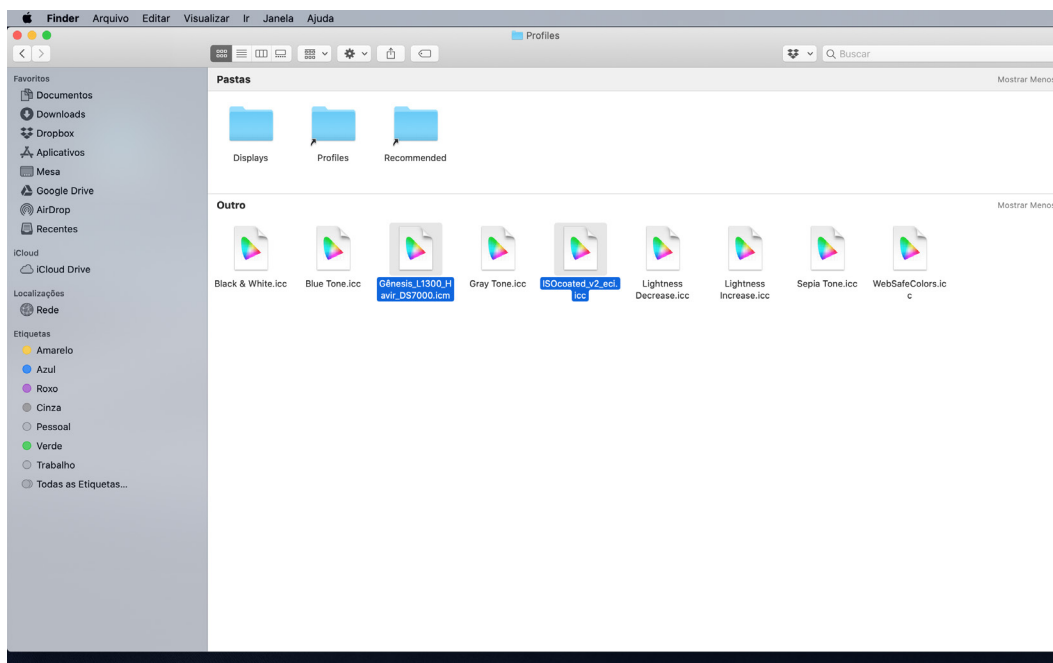 Finder Arquivo Editar Visualizar Ir Janela Ajuda
Profiles
Buscar
Favoritos
Documentos
Downloads
Dropbox
Aplicativos
Mesa
Google Drive
AirDrop
Recentes
iCloud
iCloud Drive
Localizações
Rede
Etiquetas
Amarelo
Azul
Roxo
Cinza
Pessoal
Verde
Trabalho
Todas as Etiquetas...
Pastas Mostrar Menos
Displays Profiles Recommended
Outro Mostrar Menos
Black & White.icc
Blue Tone.icc
Gênesis_L1300_H
avir_DS7000.icm
Gray Tone.icc
ISOcoated_v2_eci.
icc
Lightness
Decrease.icc
Lightness
Increase.icc
Sepia Tone.icc
WebSafeColors.ic
c